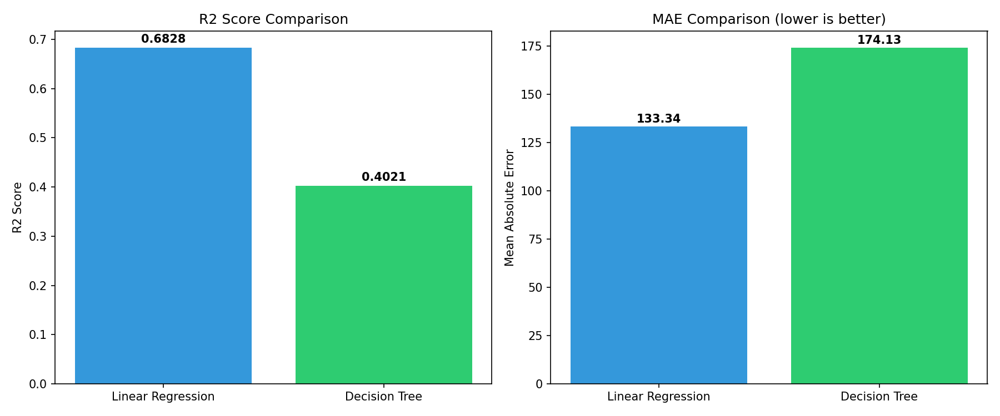 R2 Score Comparison
R2 Score
0.7
0.6
0.5
0.4
0.3
0.2
0.1
0.0
0.6828
0.4021
Linear Regression
Decision Tree
MAE Comparison (lower is better)
Mean Absolute Error
175
150
125
100
75
50
25
0
133.34
174.13
Linear Regression
Decision Tree